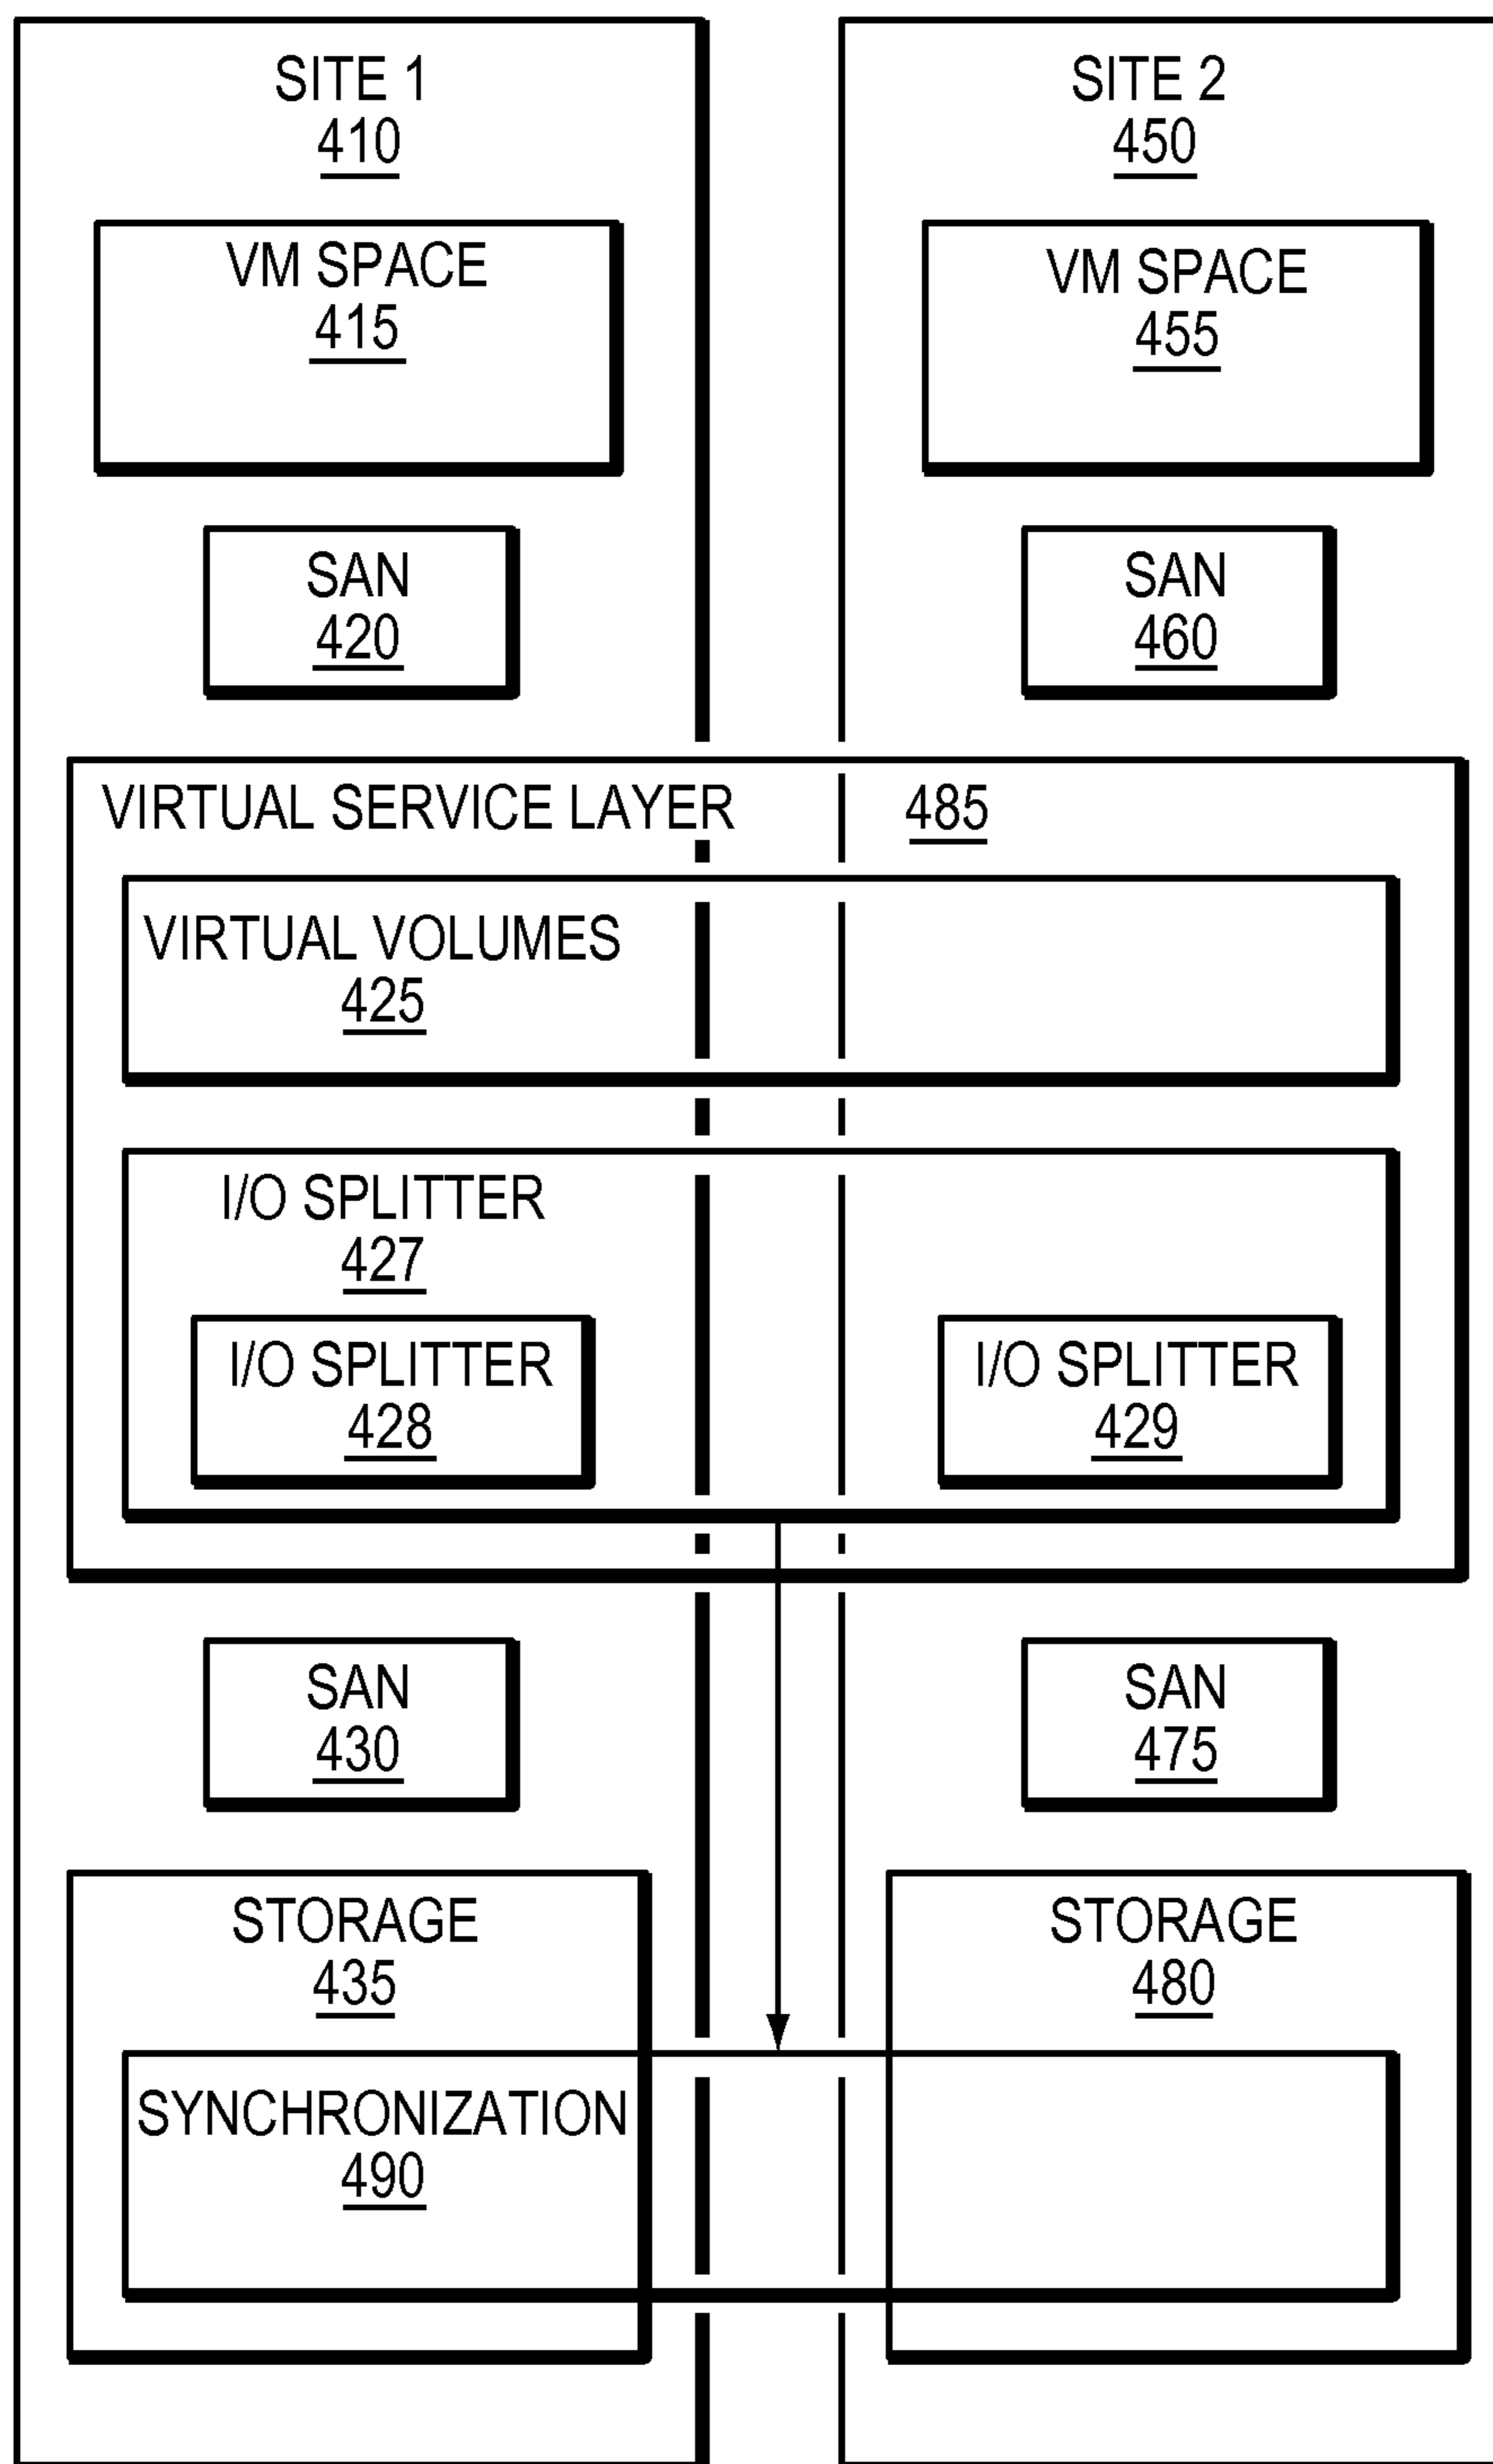 SITE 1
410
SITE 2
450
VM SPACE
415
VM SPACE
455
SAN
420
SAN
460
VIRTUAL SERVICE LAYER 485
VIRTUAL VOLUMES
425
I/O SPLITTER
427
I/O SPLITTER
428
I/O SPLITTER
429
SAN
430
SAN
475
STORAGE
435
STORAGE
480
SYNCHRONIZATION
490